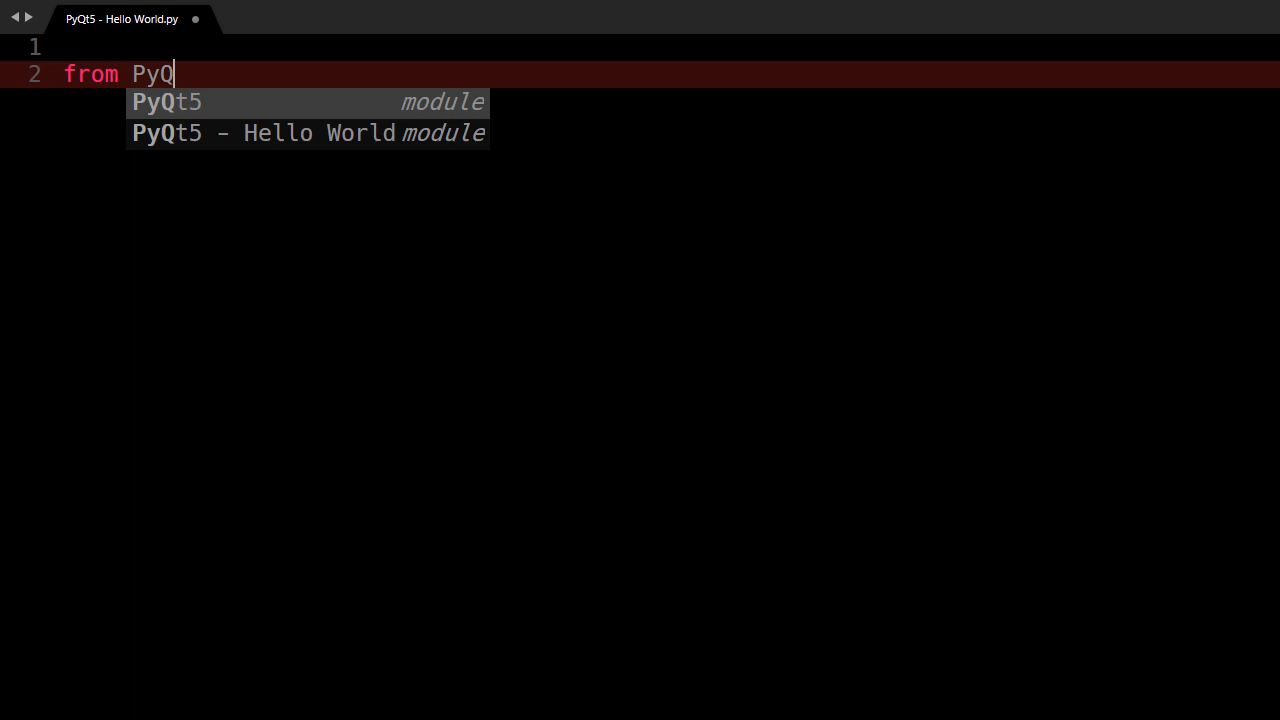 PyQt5 - Hello World.py
1
2 from PyQ
PyQt5 module
PyQt5 - Hello World module